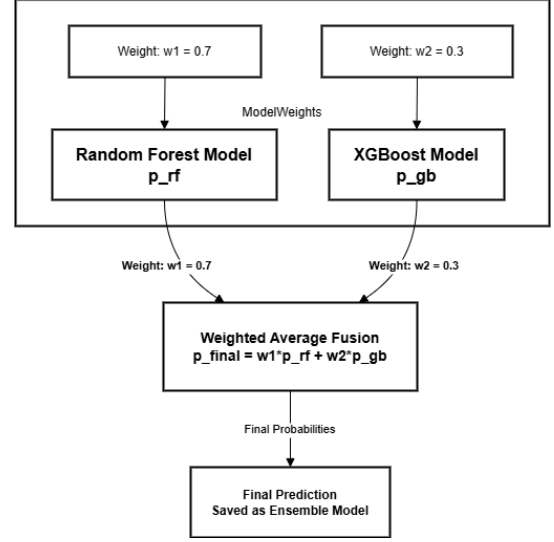 Weight: w1 = 0.7
Weight: w2 = 0.3
ModelWeights
Random Forest Model
p_rf
XGBoost Model
p_gb
Weight: w1 = 0.7
Weight: w2 = 0.3
Weighted Average Fusion
p_final = w1*p_rf + w2*p_gb
Final Probabilities
Final Prediction
Saved as Ensemble Model